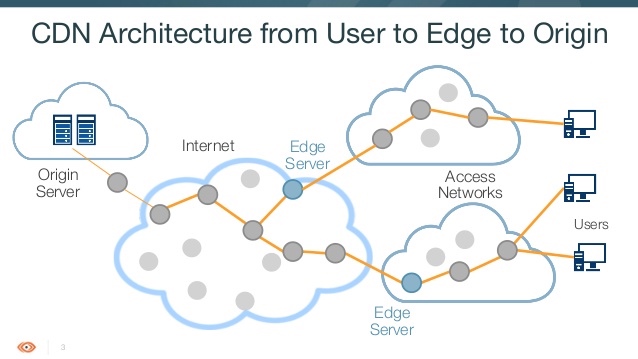 CDN Architecture from User to Edge to Origin
Internet
Edge
Server
Origin
Server
Access
Networks
Users
Edge
Server
3